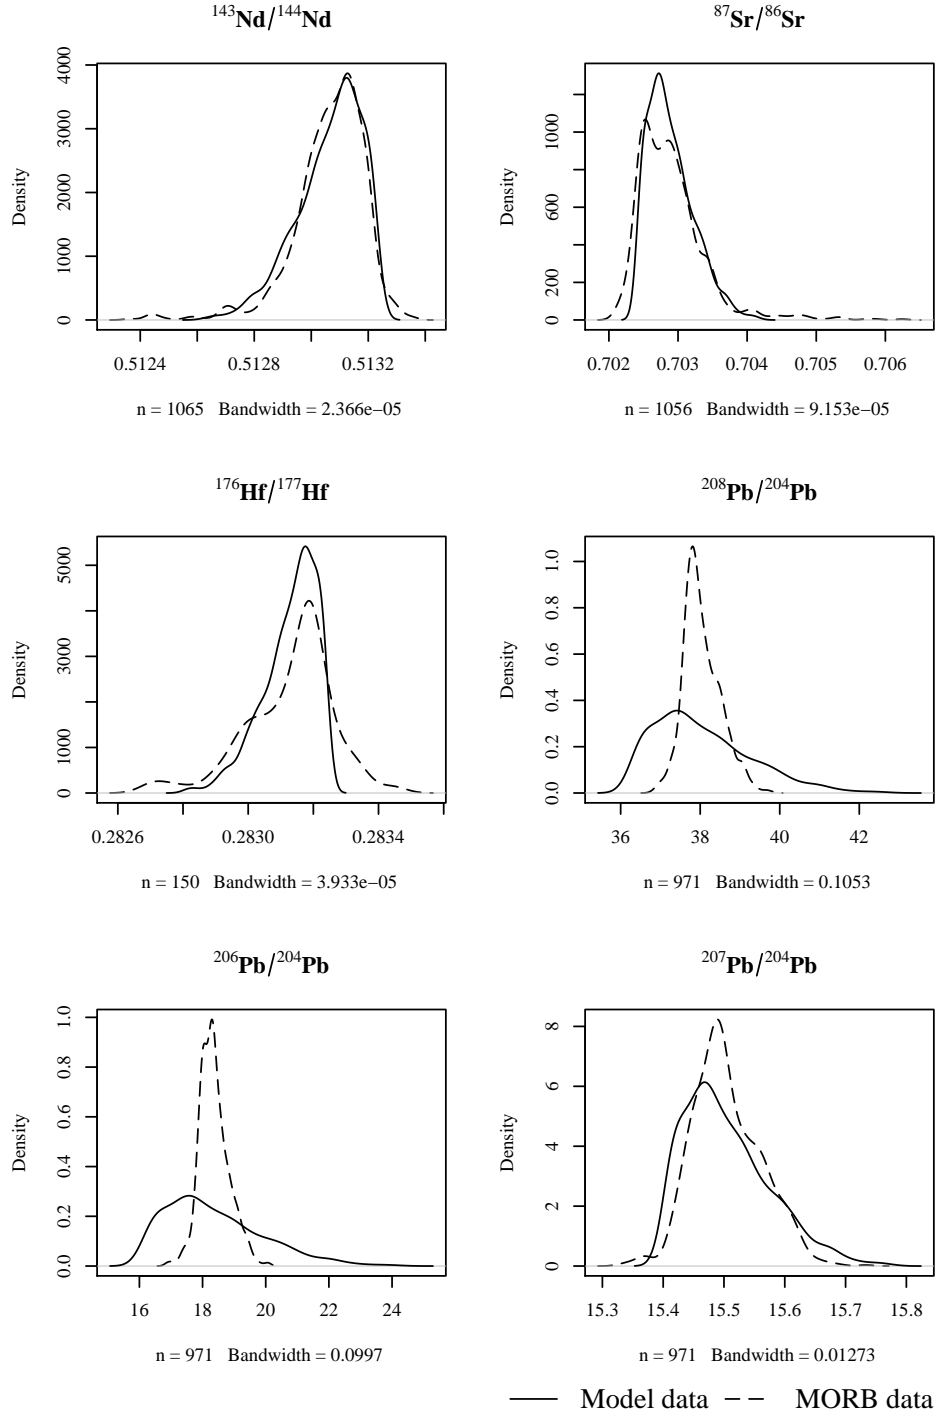 143Nd/144Nd
Density
0 1000 2000 3000 4000
0.5124 0.5128 0.5132
n = 1065 Bandwidth = 2.366e−05
87Sr/86Sr
Density
0 200 600 1000
0.702 0.703 0.704 0.705 0.706
n = 1056 Bandwidth = 9.153e−05
176Hf/177Hf
Density
0 1000 3000 5000
0.2826 0.2830 0.2834
n = 150 Bandwidth = 3.933e−05
208Pb/204Pb
Density
0.0 0.2 0.4 0.6 0.8 1.0
36 38 40 42
n = 971 Bandwidth = 0.1053
206Pb/204Pb
Density
0.0 0.2 0.4 0.6 0.8 1.0
16 18 20 22 24
n = 971 Bandwidth = 0.0997
207Pb/204Pb
Density
0 2 4 6 8
15.3 15.4 15.5 15.6 15.7 15.8
n = 971 Bandwidth = 0.01273
Model data MORB data